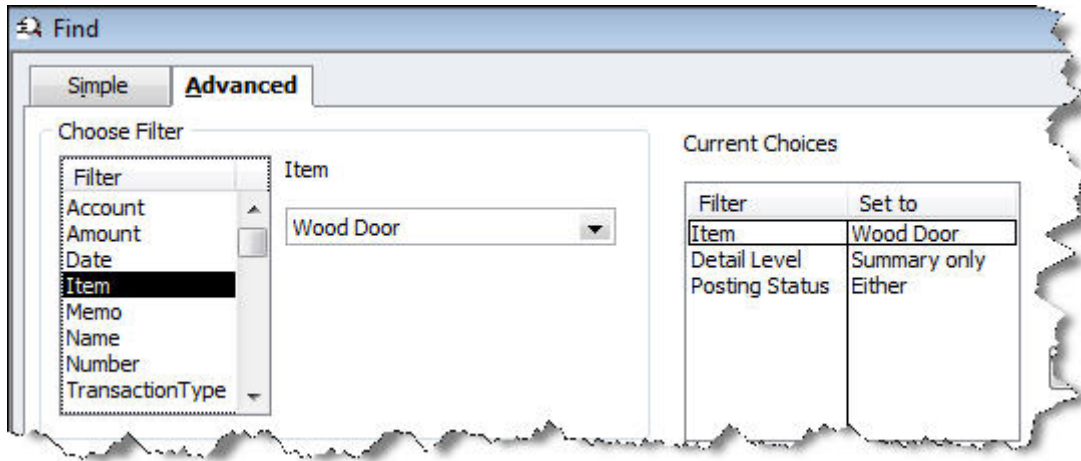 Find
Simple
Advanced
Choose Filter
Filter
Account
Amount
Date
Item
Memo
Name
Number
TransactionType
Item
Wood Door
Current Choices
Filter Set to
Item Wood Door
Detail Level Summary only
Posting Status Either